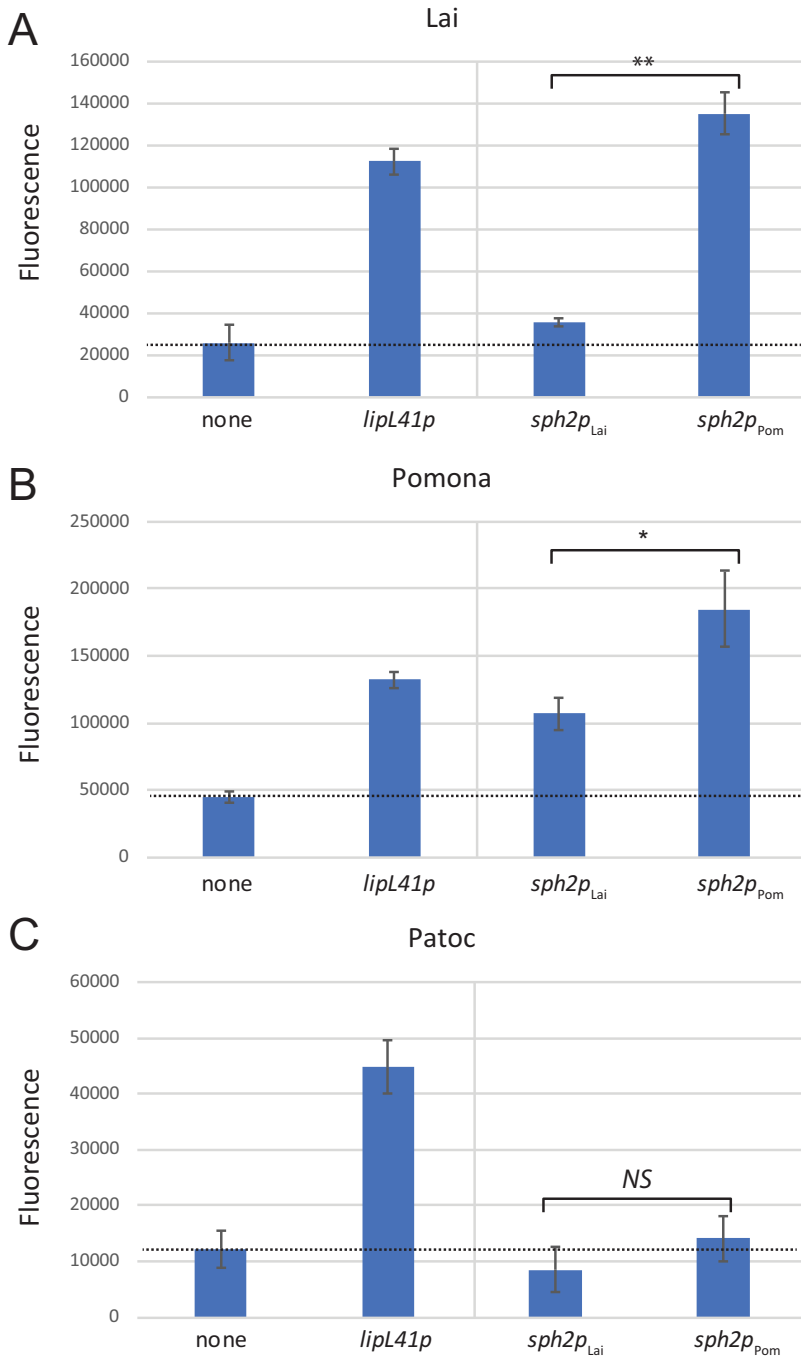 A
Lai
Fluorescence
160000
140000
120000
100000
80000
60000
40000
20000
0
**
none lipL41p sph2pLai sph2pPom
B
Pomona
Fluorescence
250000
200000
150000
100000
50000
0
*
none lipL41p sph2pLai sph2pPom
C
Patoc
Fluorescence
60000
50000
40000
30000
20000
10000
0
NS
none lipL41p sph2pLai sph2pPom